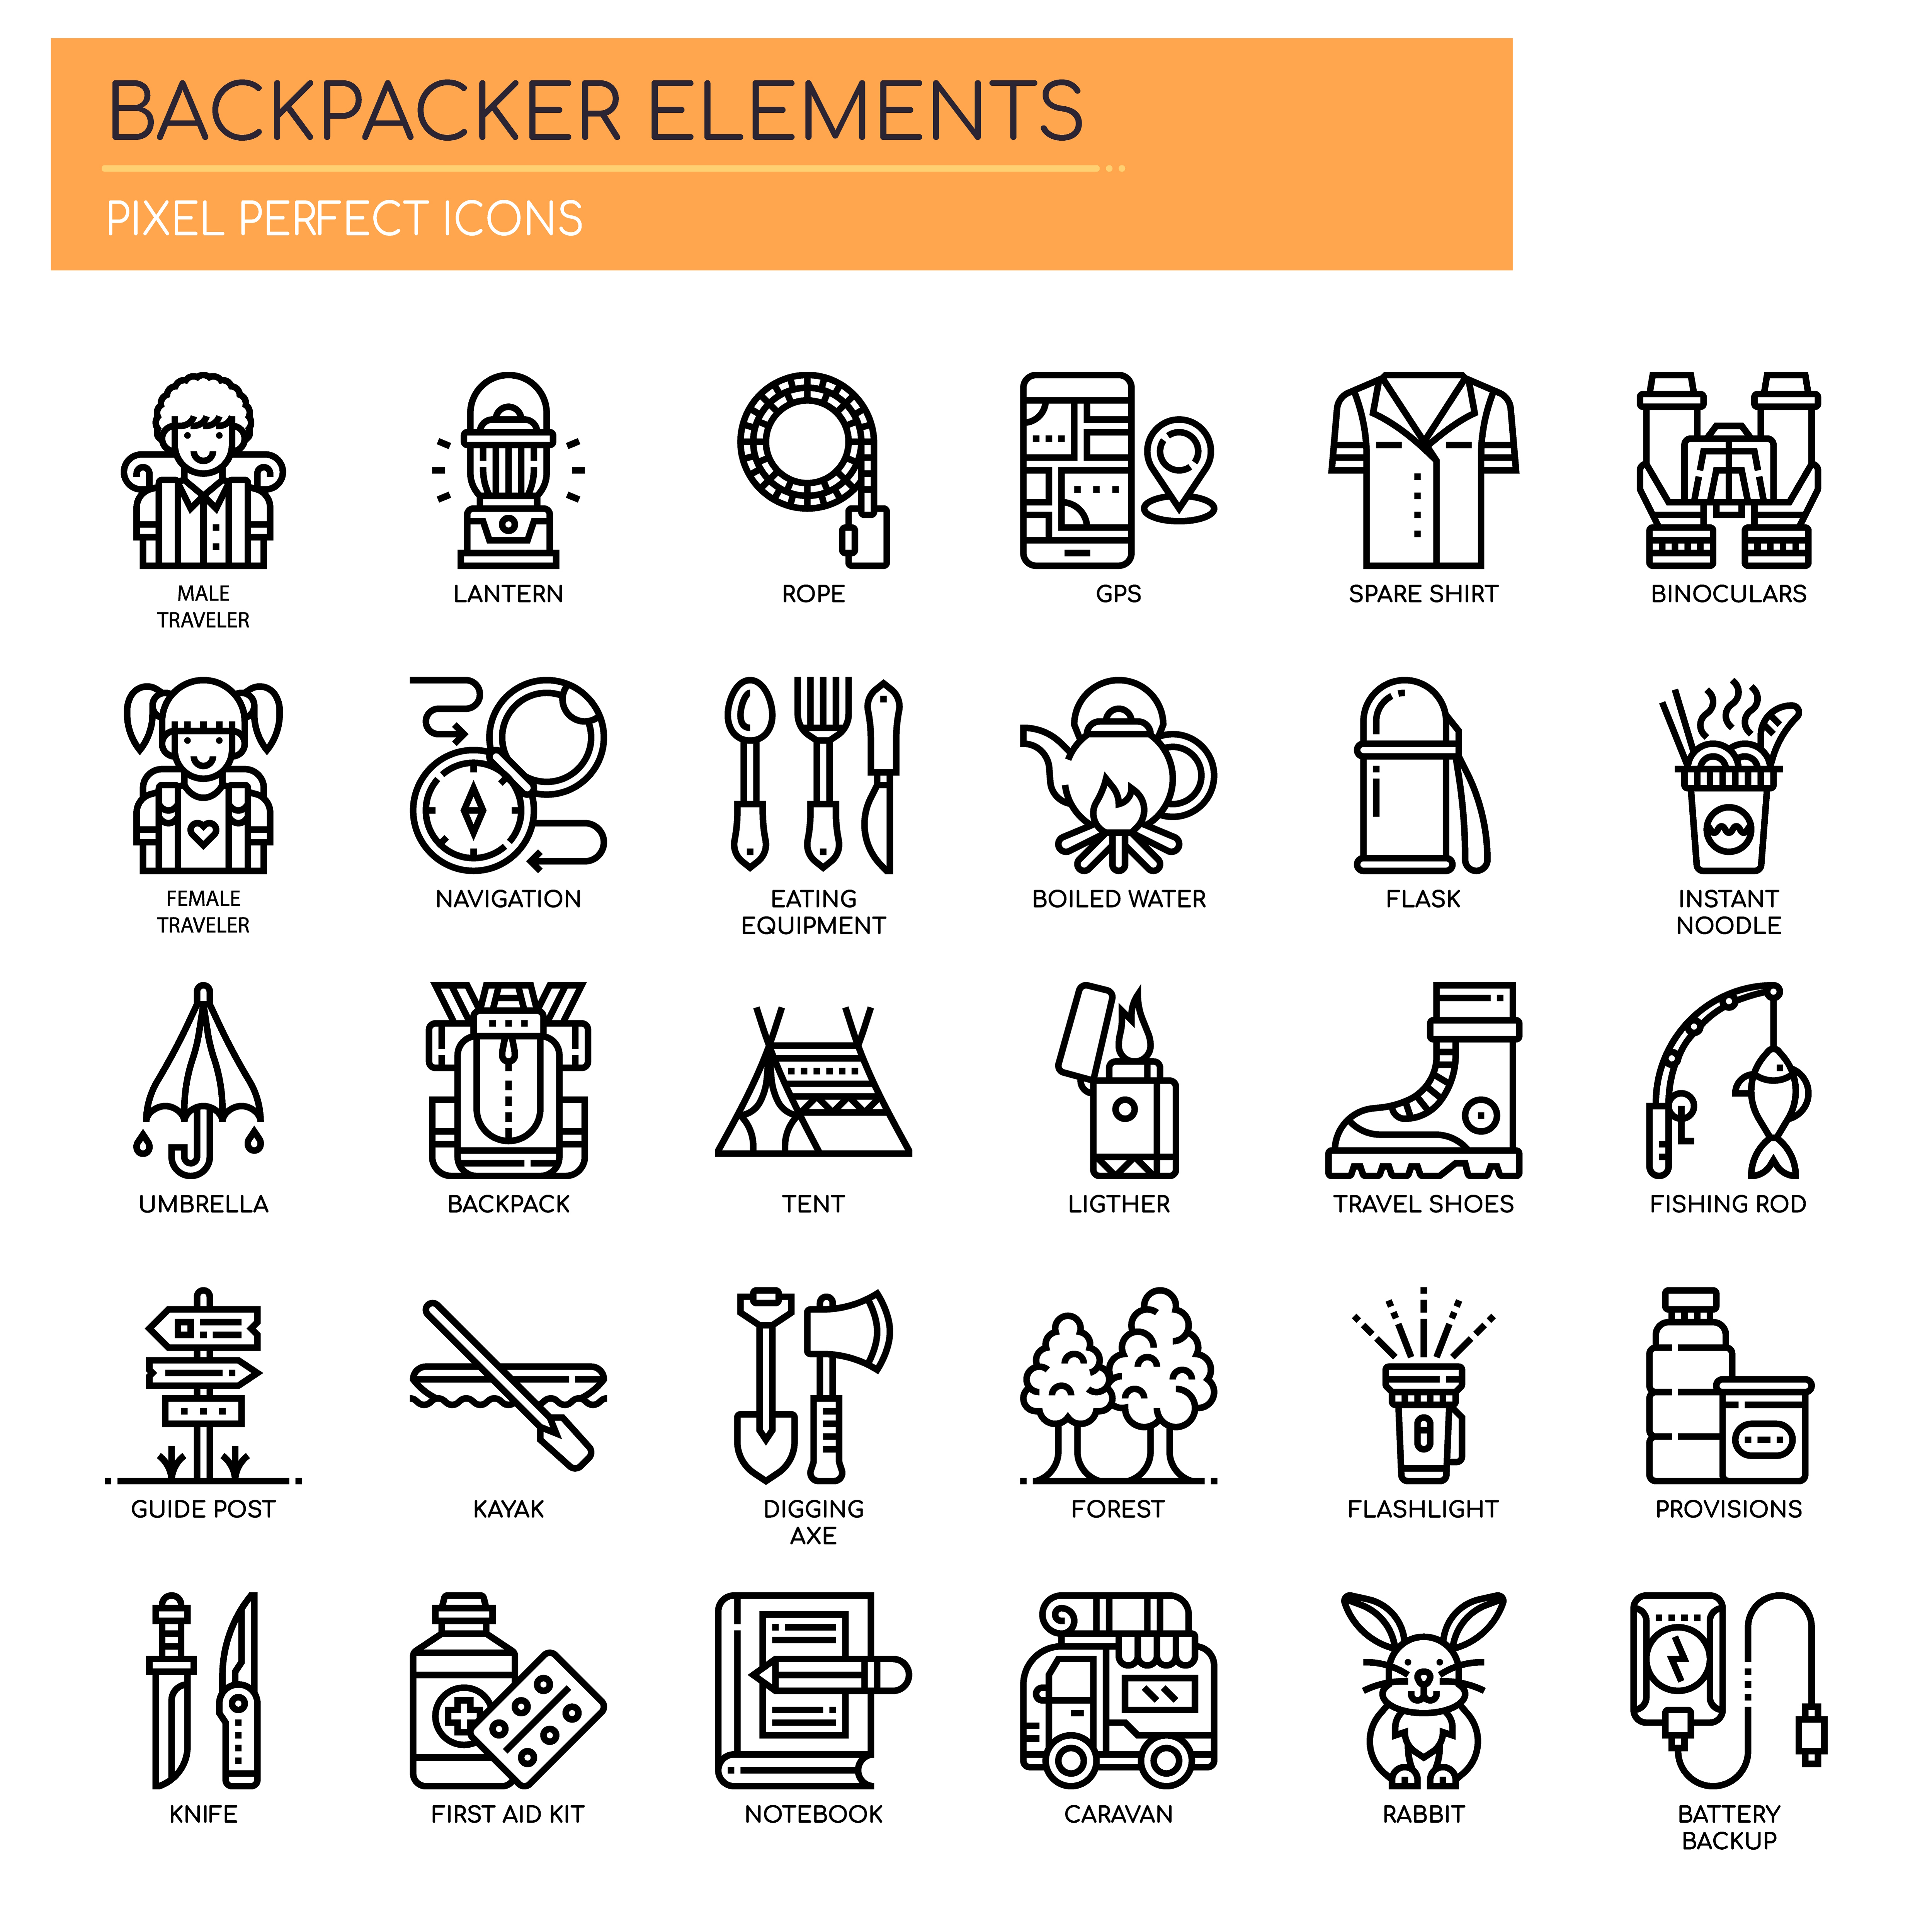 BACKPACKER ELEMENTS
PIXEL PERFECT ICONS
MALE
TRAVELER
LANTERN
ROPE
GPS
SPARE SHIRT
BINOCULARS
FEMALE
TRAVELER
NAVIGATION
EATING
EQUIPMENT
BOILED WATER
FLASK
INSTANT
NOODLE
UMBRELLA
BACKPACK
TENT
LIGTHER
TRAVEL SHOES
FISHING ROD
GUIDE POST
KAYAK
DIGGING
AXE
FOREST
FLASHLIGHT
PROVISIONS
KNIFE
FIRST AID KIT
NOTEBOOK
CARAVAN
RABBIT
BATTERY
BACKUP